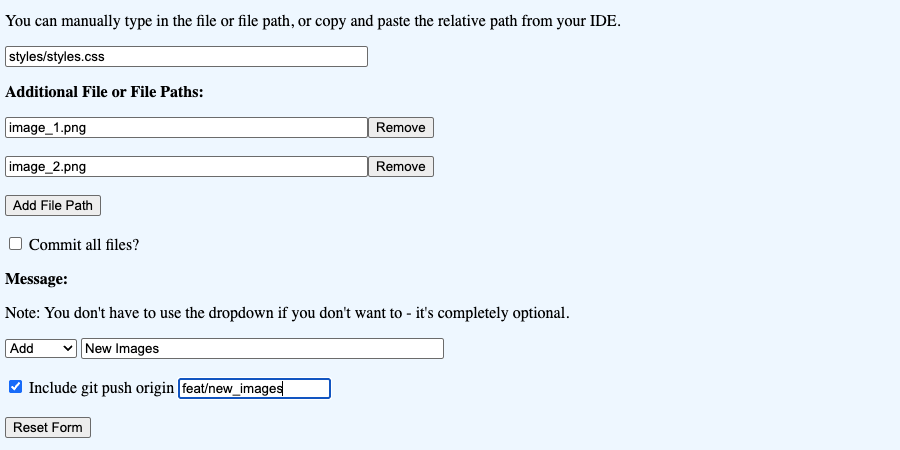 You can manually type in the file or file path, or copy and paste the relative path from your IDE.
styles/styles.css
Additional File or File Paths:
image_1.png Remove
image_2.png Remove
Add File Path
Commit all files?
Message:
Note: You don't have to use the dropdown if you don't want to - it's completely optional.
Add New Images
Include git push origin feat/new_images
Reset Form